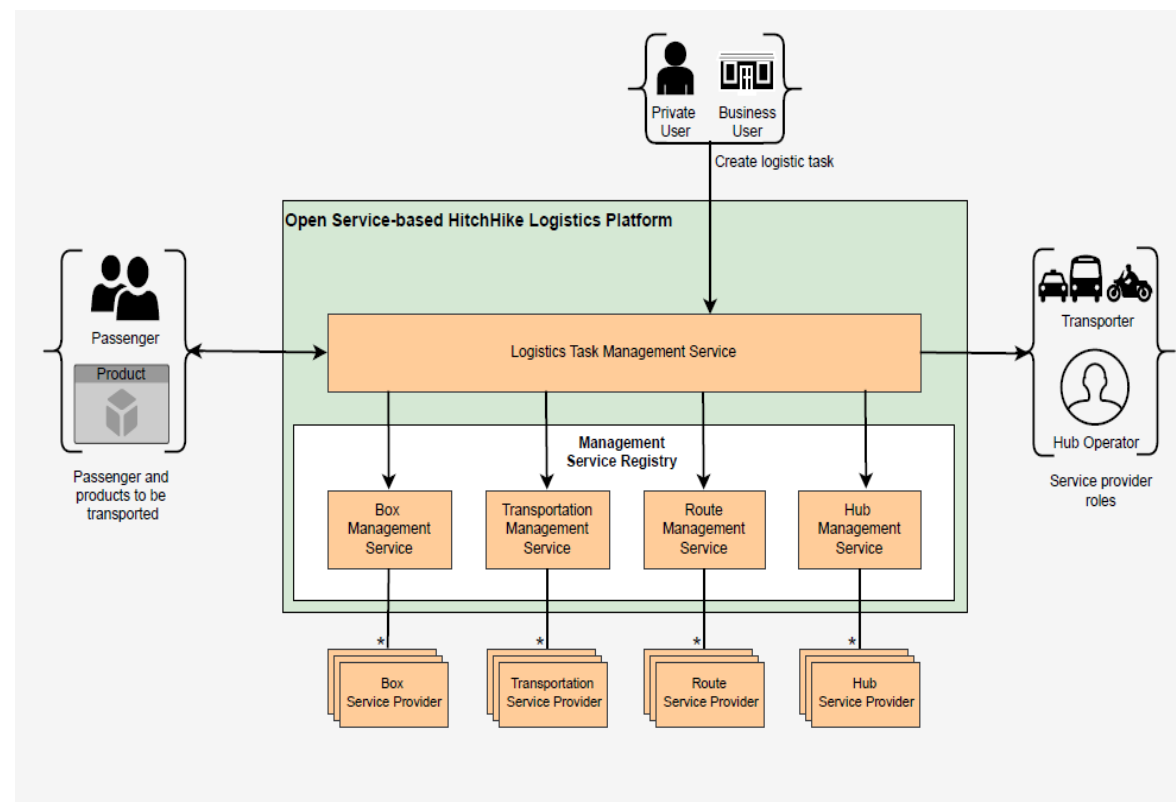 Private
User
Business
User
Create logistic task
Open Service-based HitchHike Logistics Platform
Passenger
Product
Passenger and
products to be
transported
Logistics Task Management Service
Transporter
Hub Operator
Service provider
roles
Management
Service Registry
Box
Management
Service
Transportation
Management
Service
Route
Management
Service
Hub
Management
Service
*
*
*
*
Box
Service Provider
Transportation
Service Provider
Route
Service Provider
Hub
Service Provider